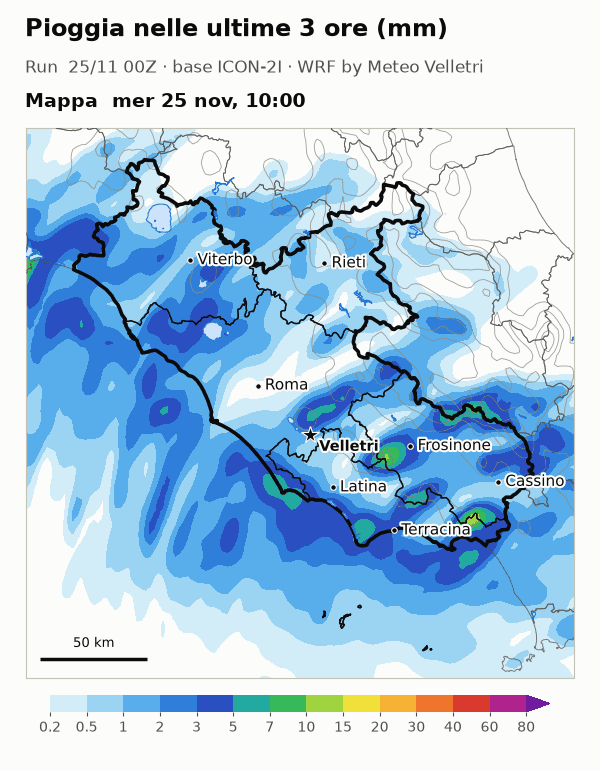 Pioggia nelle ultime 3 ore (mm)
Run 25/11 00Z · base ICON-2I · WRF by Meteo Velletri
Mappa mer 25 nov, 10:00
Viterbo
Rieti
Roma
Velletri
Frosinone
Cassino
Latina
Terracina
50 km
0.2 0.5 1 2 3 5 7 10 15 20 30 40 60 80